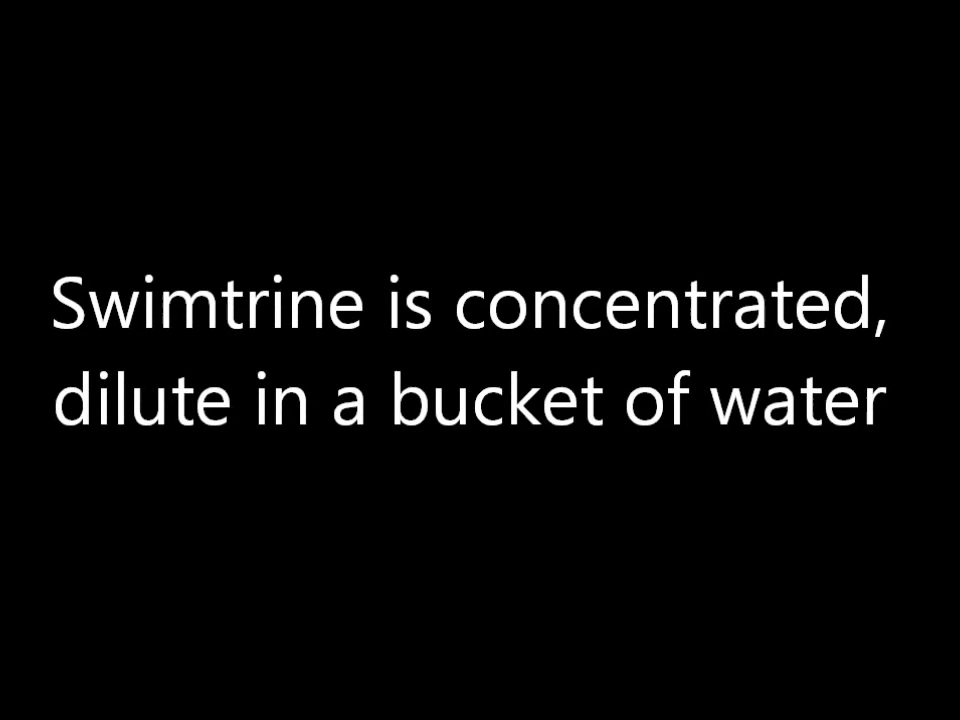 Swimtrine is concentrated,
dilute in a bucket of water